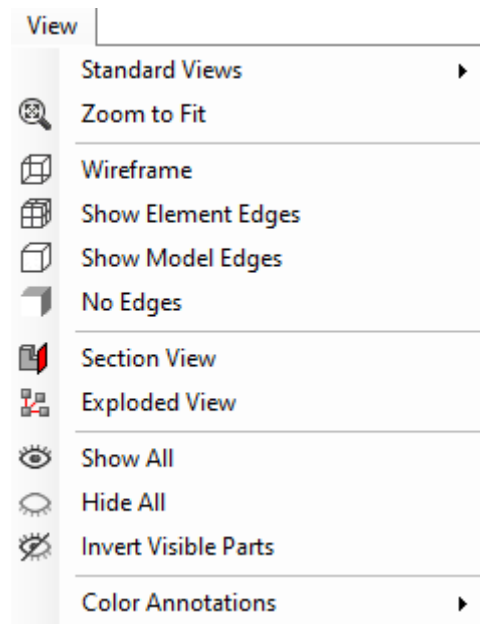 View
Standard Views
Zoom to Fit
Wireframe
Show Element Edges
Show Model Edges
No Edges
Section View
Exploded View
Show All
Hide All
Invert Visible Parts
Color Annotations